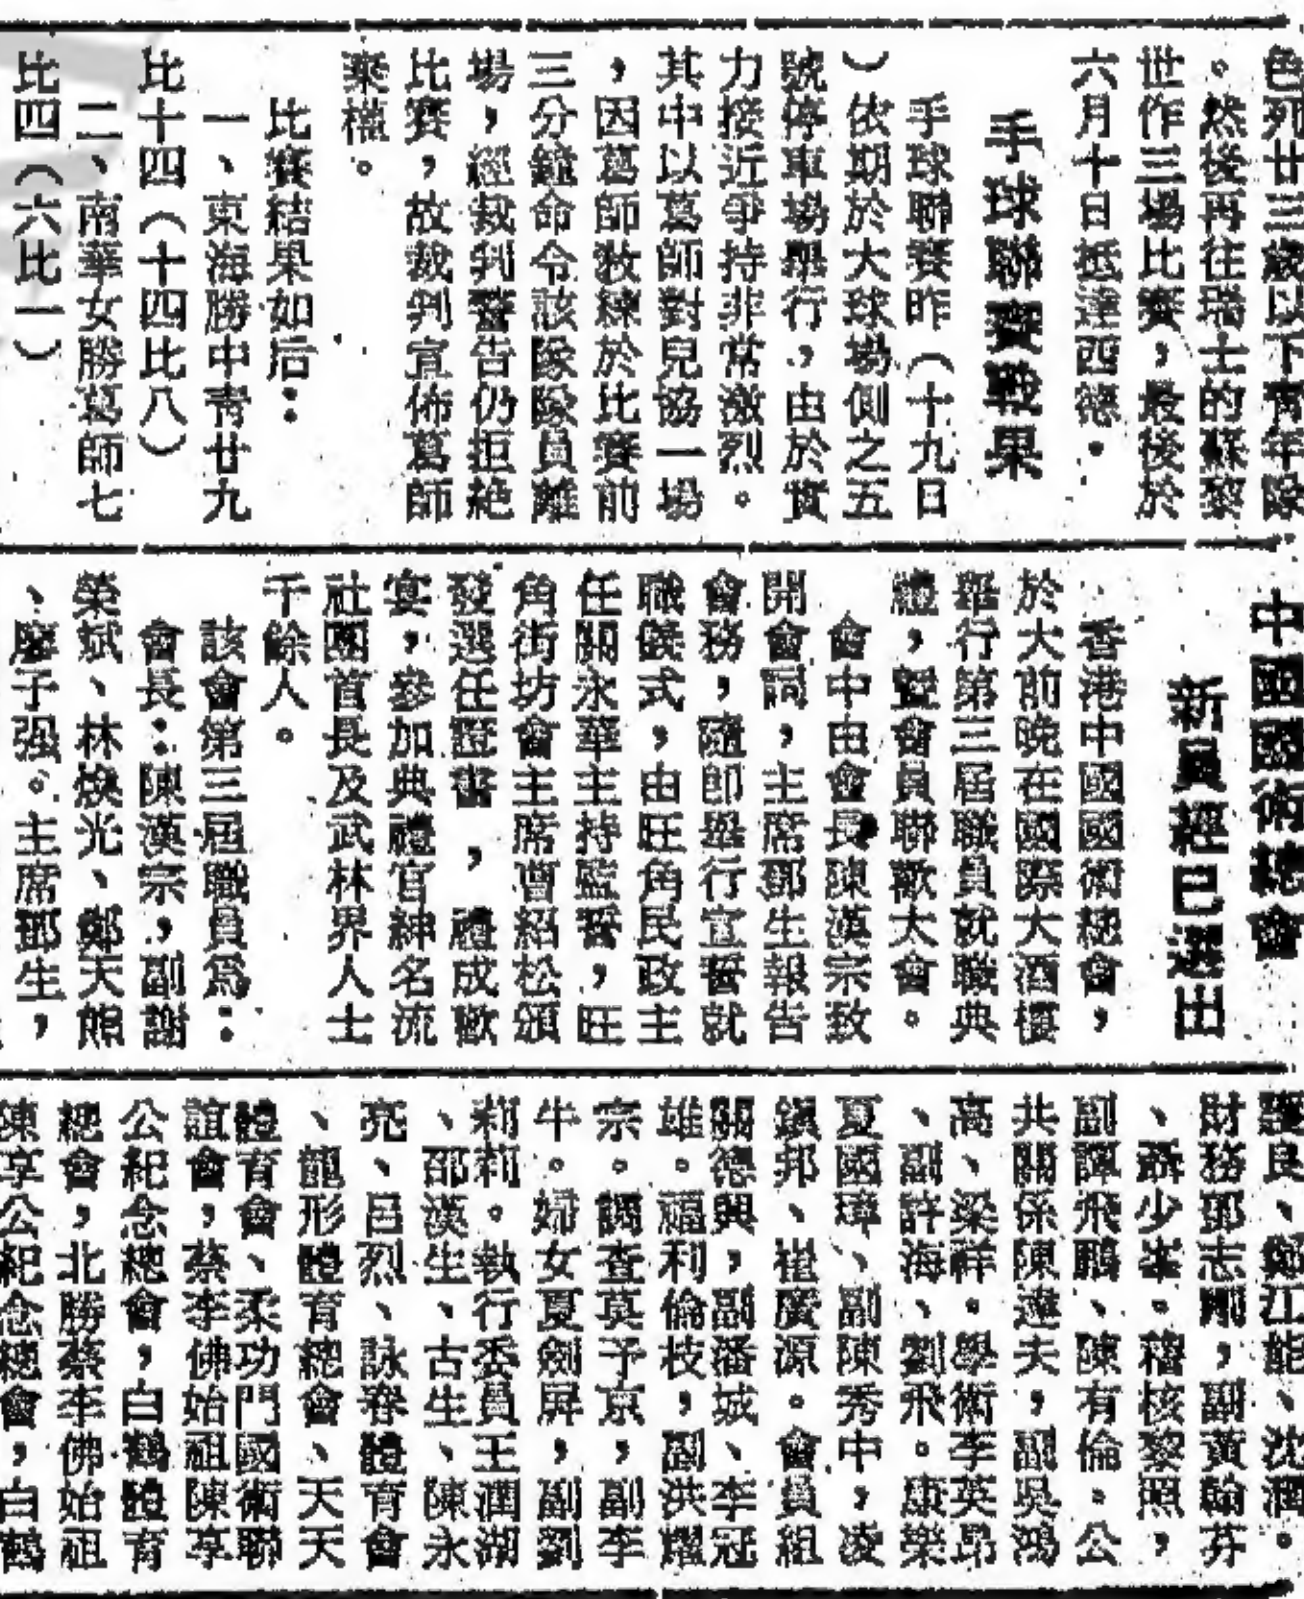 色列廿三歲以下青年隊
。然後再往瑞士的蘇黎
世作三場比賽,最後於
六月十日抵達西德.
手球聯賽戰果
手球聯賽昨(十九日
)依期於大球場側之五
號停車場舉行,由於實
力接近爭持非常激烈。
其中以葛師對兒協一場
,因葛師教練於比賽前
三分鐘命令該隊隊員離
場,經裁判警告仍拒絶
比賽,故裁判宣佈葛師
棄權。
比賽結果如后:
一、東海勝中青廿九
比十四(十四比八)
二、南華女勝葛師七
比四(六比一)
中國國術總會
新員經已選出
香港中國國術總會,
於大前晚在國際大酒樓
舉行第三屆職員就職典
禮,暨會員聯歡大會。
會中由會長陳漢宗致
開會詞,主席鄧生報告
會務,隨即舉行宣誓就
職儀式,由旺角民政主
任關永華主持監誓,旺
角街坊會主席曹紹松頒
發選任證書,禮成歡
宴,參加典禮官紳名流
社團首長及武林界人士
千餘人。
該會第三屆職員為:
會長:陳漢宗,副謝
榮斌、林煥光、鄭天熊
、廖子强。主席鄧生,
良、鄭江能、沈潤。
財務鄧志剛,副黃翰芬
、少峯。稽核黎照,
副譚飛鵬、陳有倫。公
共關係陳達夫,副吳鴻
高、梁祥.學術李英昂
、副許海、劉飛。康樂
夏國璋、副陳秀中,凌
鎮邦、崔廣源。會員組
關德興,副潘城、李冠
雄。福利倫枝,副洪耀
宗。調查莫予京,副李
牛。婦女夏劍屏,副劉
莉莉。執行委員王潤湖
、邵漢生、古生、陳永
亮、呂烈、詠春體育會
、龍形體育總會、天天
體育會、柔功門國術聯
誼會,蔡李佛始祖陳享
公紀念總會,白鶴體育
總會,北勝蔡李佛始祖
陳享公紀念總會,白鶴